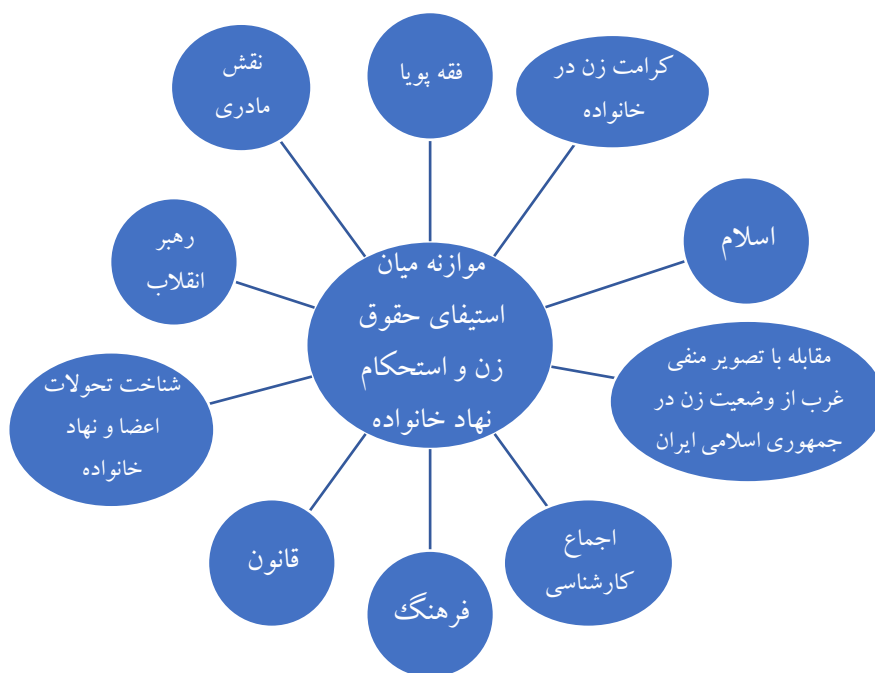 کرامت زن در
خانواده
فقه پویا
نقش
مادری
اسلام
رهبر
انقلاب
موازنه میان
استیفای حقوق
زن و استحکام
نهاد خانواده
مقابله با تصویر منفی
غرب از وضعیت زن در
جمهوری اسلامی ایران
شناخت تحولات
اعضا و نهاد
خانواده
اجماع
کارشناسی
قانون
فرهنگ